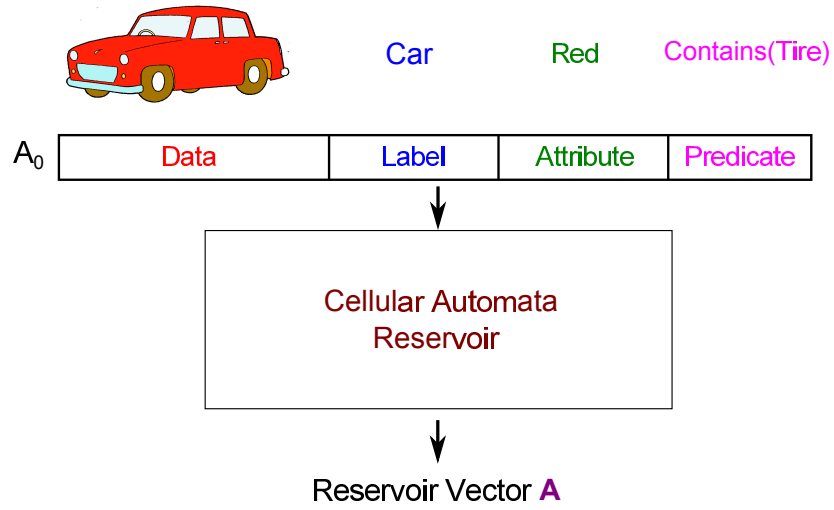 Car Red Contains(Tire)
A₀ Data Label Attribute Predicate
Cellular Automata
Reservoir
Reservoir Vector A